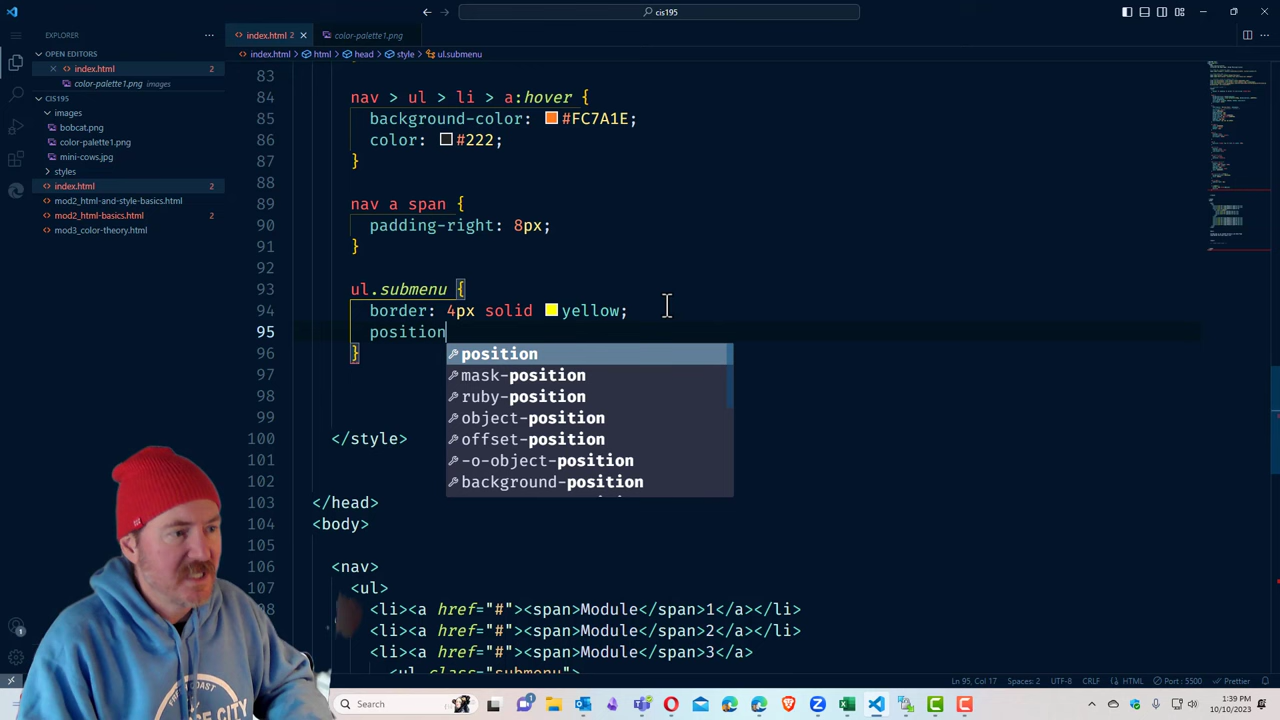 cis195
EXPLORER
index.html 2
color-palette1.png
OPEN EDITORS
index.html 2
color-palette1.png images
CIS195
images
bobcat.png
color-palette1.png
mini-cows.jpg
styles
index.html 2
mod2_html-and-style-basics.html
mod2_html-basics.html 2
mod3_color-theory.html
index.html > html > head > style > ul.submenu
83
84 nav > ul > li > a:hover {
85 background-color: #FC7A1E;
86 color: #222;
87 }
88
89 nav a span {
90 padding-right: 8px;
91 }
92
93 ul.submenu {
94 border: 4px solid yellow;
95 position
96 }
position
mask-position
ruby-position
object-position
offset-position
-o-object-position
background-position
97
98
99
100 </style>
101
102
103 </head>
104 <body>
105
106 <nav>
107 <ul>
108 <li><a href="#"><span>Module</span>1</a></li>
<li><a href="#"><span>Module</span>2</a></li>
<li><a href="#"><span>Module</span>3</a>
<ul class="submenu">
Ln 95, Col 17
Spaces: 2
UTF-8
CRLF
HTML
Port : 5500
Prettier
Search
1:39 PM
10/10/2023